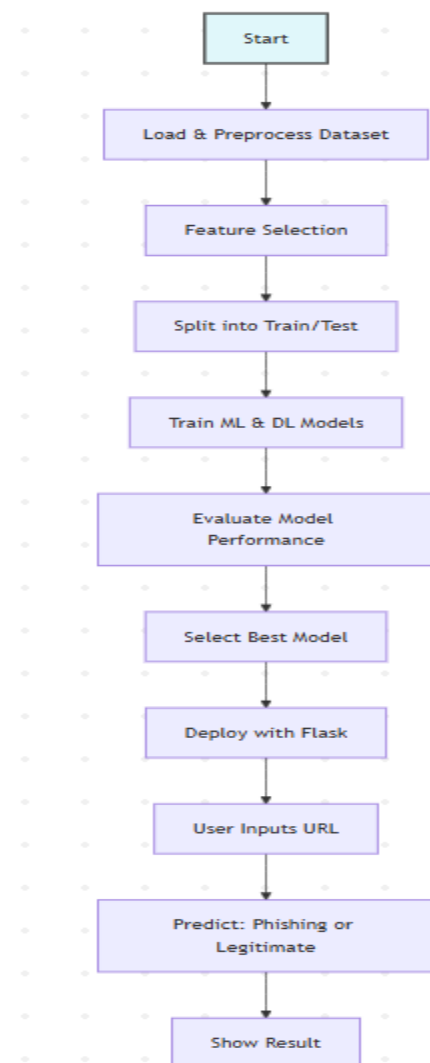 Start
Load & Preprocess Dataset
Feature Selection
Split into Train/Test
Train ML & DL Models
Evaluate Model
Performance
Select Best Model
Deploy with Flask
User Inputs URL
Predict: Phishing or
Legitimate
Show Result